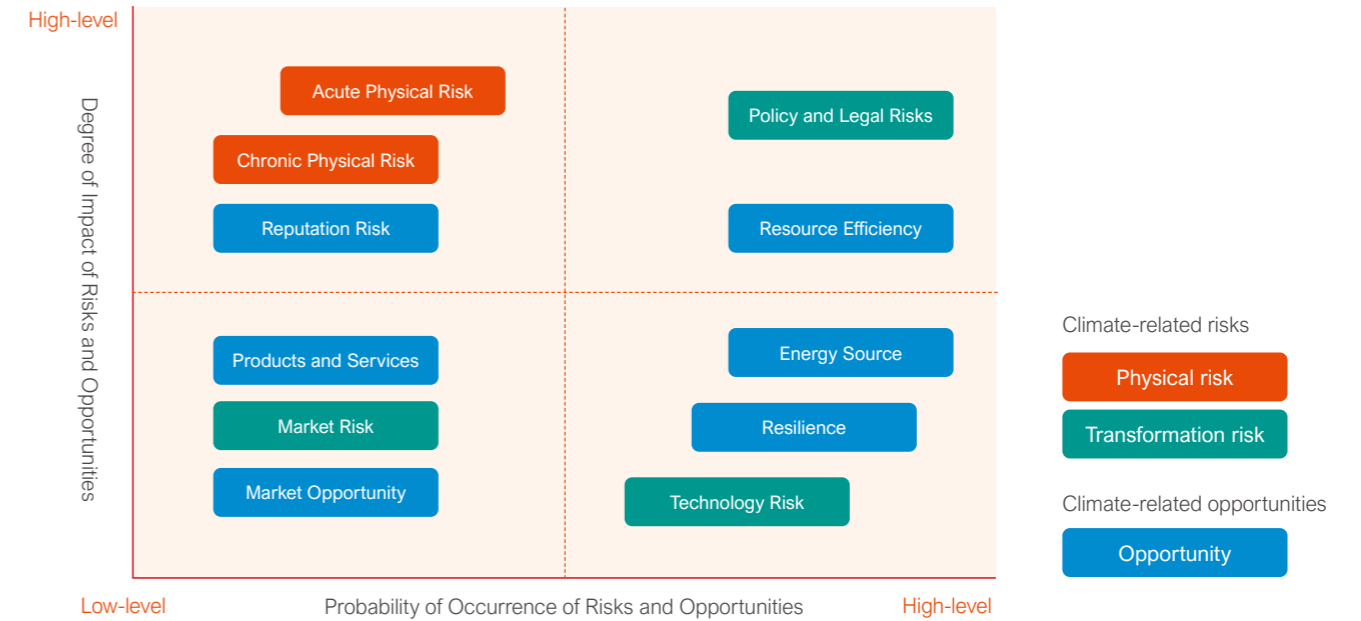 High-level
Degree of Impact of Risks and Opportunities
Acute Physical Risk
Chronic Physical Risk
Reputation Risk
Policy and Legal Risks
Resource Efficiency
Products and Services
Market Risk
Market Opportunity
Energy Source
Resilience
Technology Risk
Low-level
Probability of Occurrence of Risks and Opportunities
High-level
Climate-related risks
Physical risk
Transformation risk
Climate-related opportunities
Opportunity